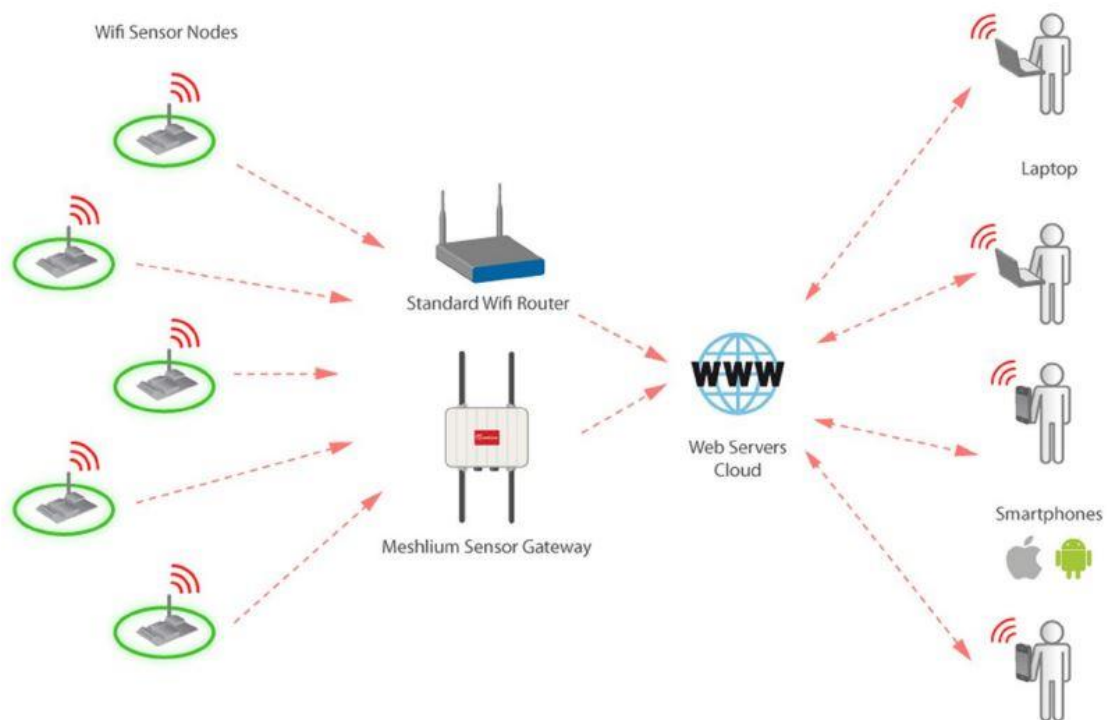 Wifi Sensor Nodes
Standard Wifi Router
Meshlium Sensor Gateway
WWW
Web Servers
Cloud
Laptop
Smartphones